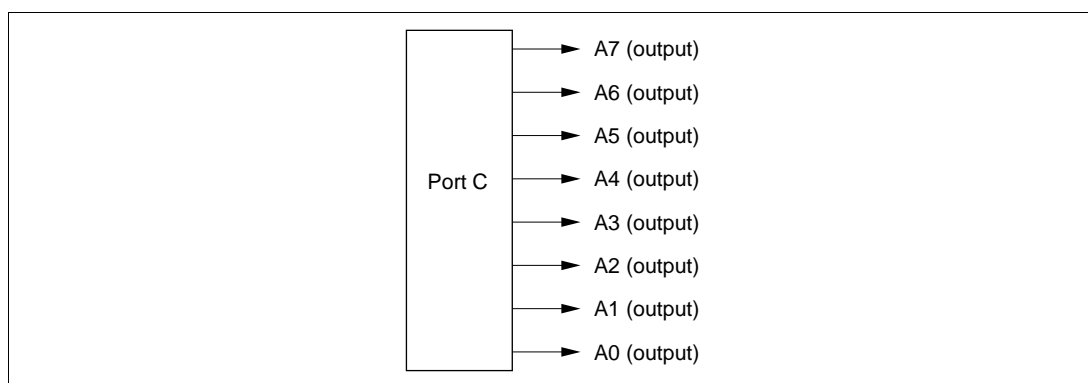 A7 (output)
A6 (output)
A5 (output)
Port C
A4 (output)
A3 (output)
A2 (output)
A1 (output)
A0 (output)